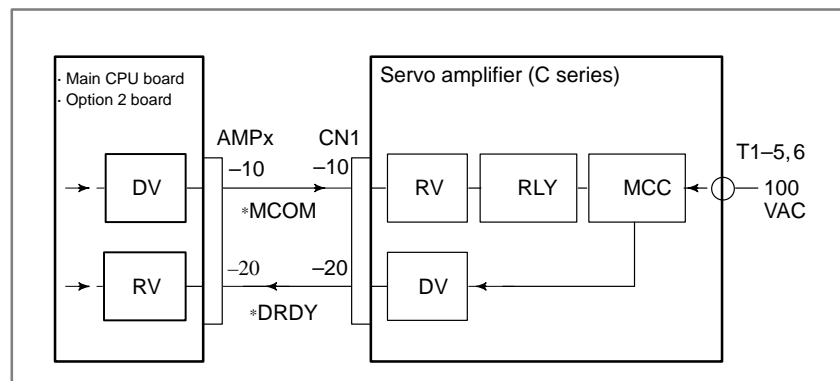 · Main CPU board
· Option 2 board
Servo amplifier (C series)
AMPx
CN1
–10
–10
*MCOM
DV
RV
RLY
MCC
T1–5, 6
100
VAC
–20
–20
*DRDY
RV
DV